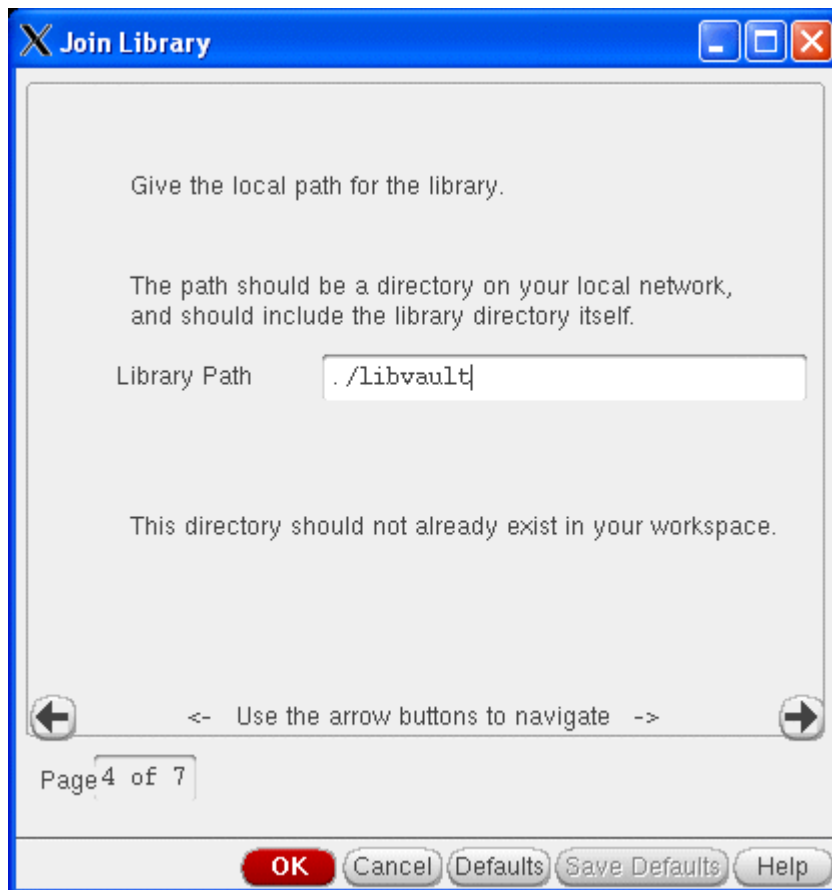 Join Library
Give the local path for the library.
The path should be a directory on your local network,
and should include the library directory itself.
Library Path ./libvault
This directory should not already exist in your workspace.
<- Use the arrow buttons to navigate ->
Page 4 of 7
OK Cancel Defaults Save Defaults Help